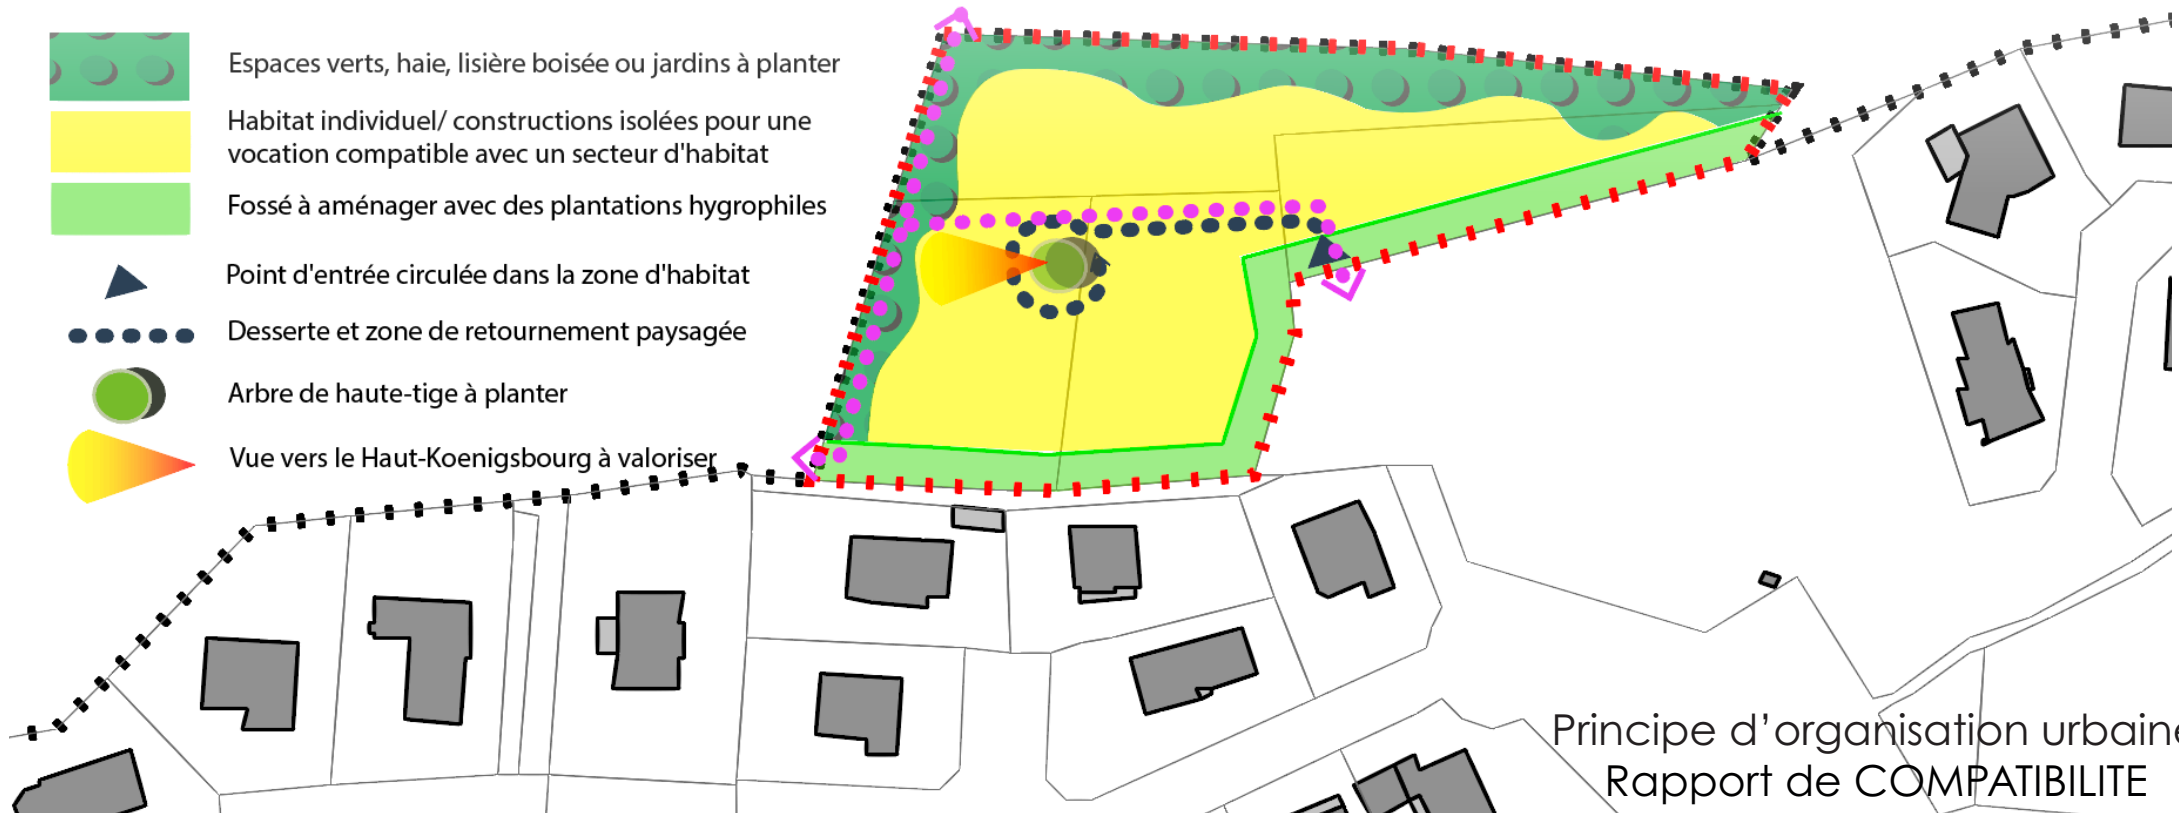 Espaces verts, haie, lisière boisée ou jardins à planter
Habitat individuel/ constructions isolées pour une
vocation compatible avec un secteur d'habitat
Fossé à aménager avec des plantations hygrophiles
Point d'entrée circulée dans la zone d'habitat
Desserte et zone de retournement paysagée
Arbre de haute-tige à planter
Vue vers le Haut-Koenigsbourg à valoriser
Principe d’organisation urbaine
Rapport de COMPATIBILITE